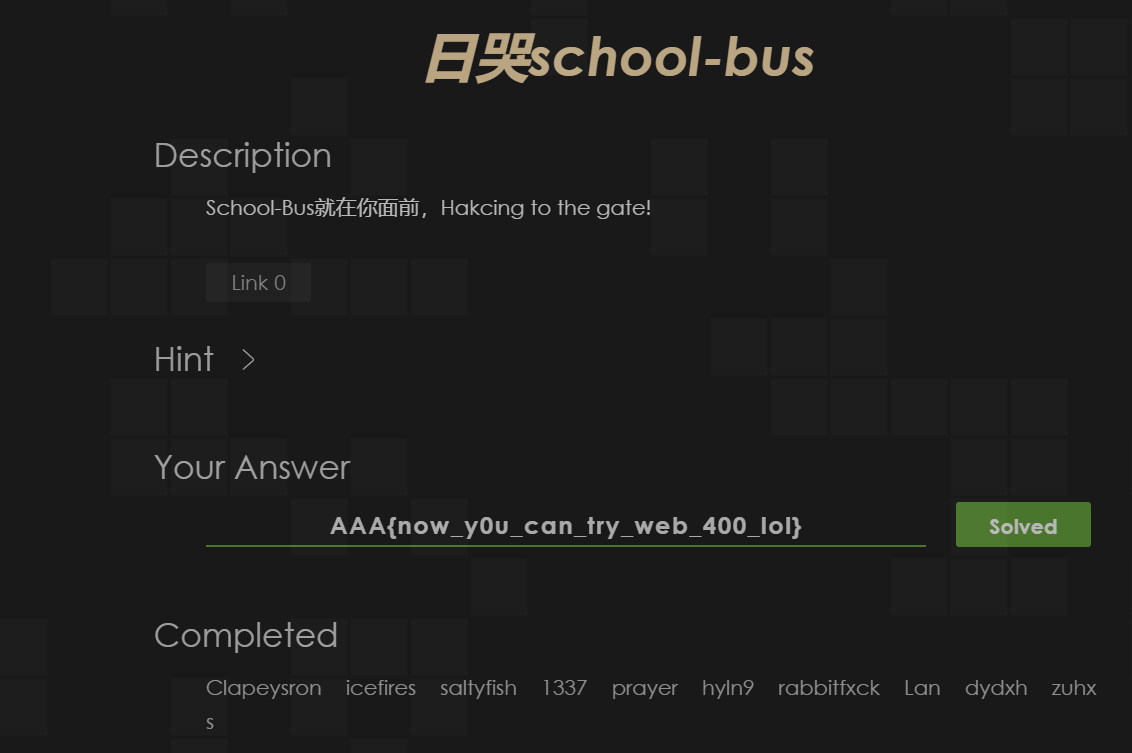 日哭school-bus
Description
School-Bus就在你面前，Hakcing to the gate!
Link 0
Hint >
Your Answer
AAA{now_y0u_can_try_web_400_lol}
Solved
Completed
Clapeysron icefires saltyfish 1337 prayer hyln9 rabbitfxck Lan dydxh zuhx
s